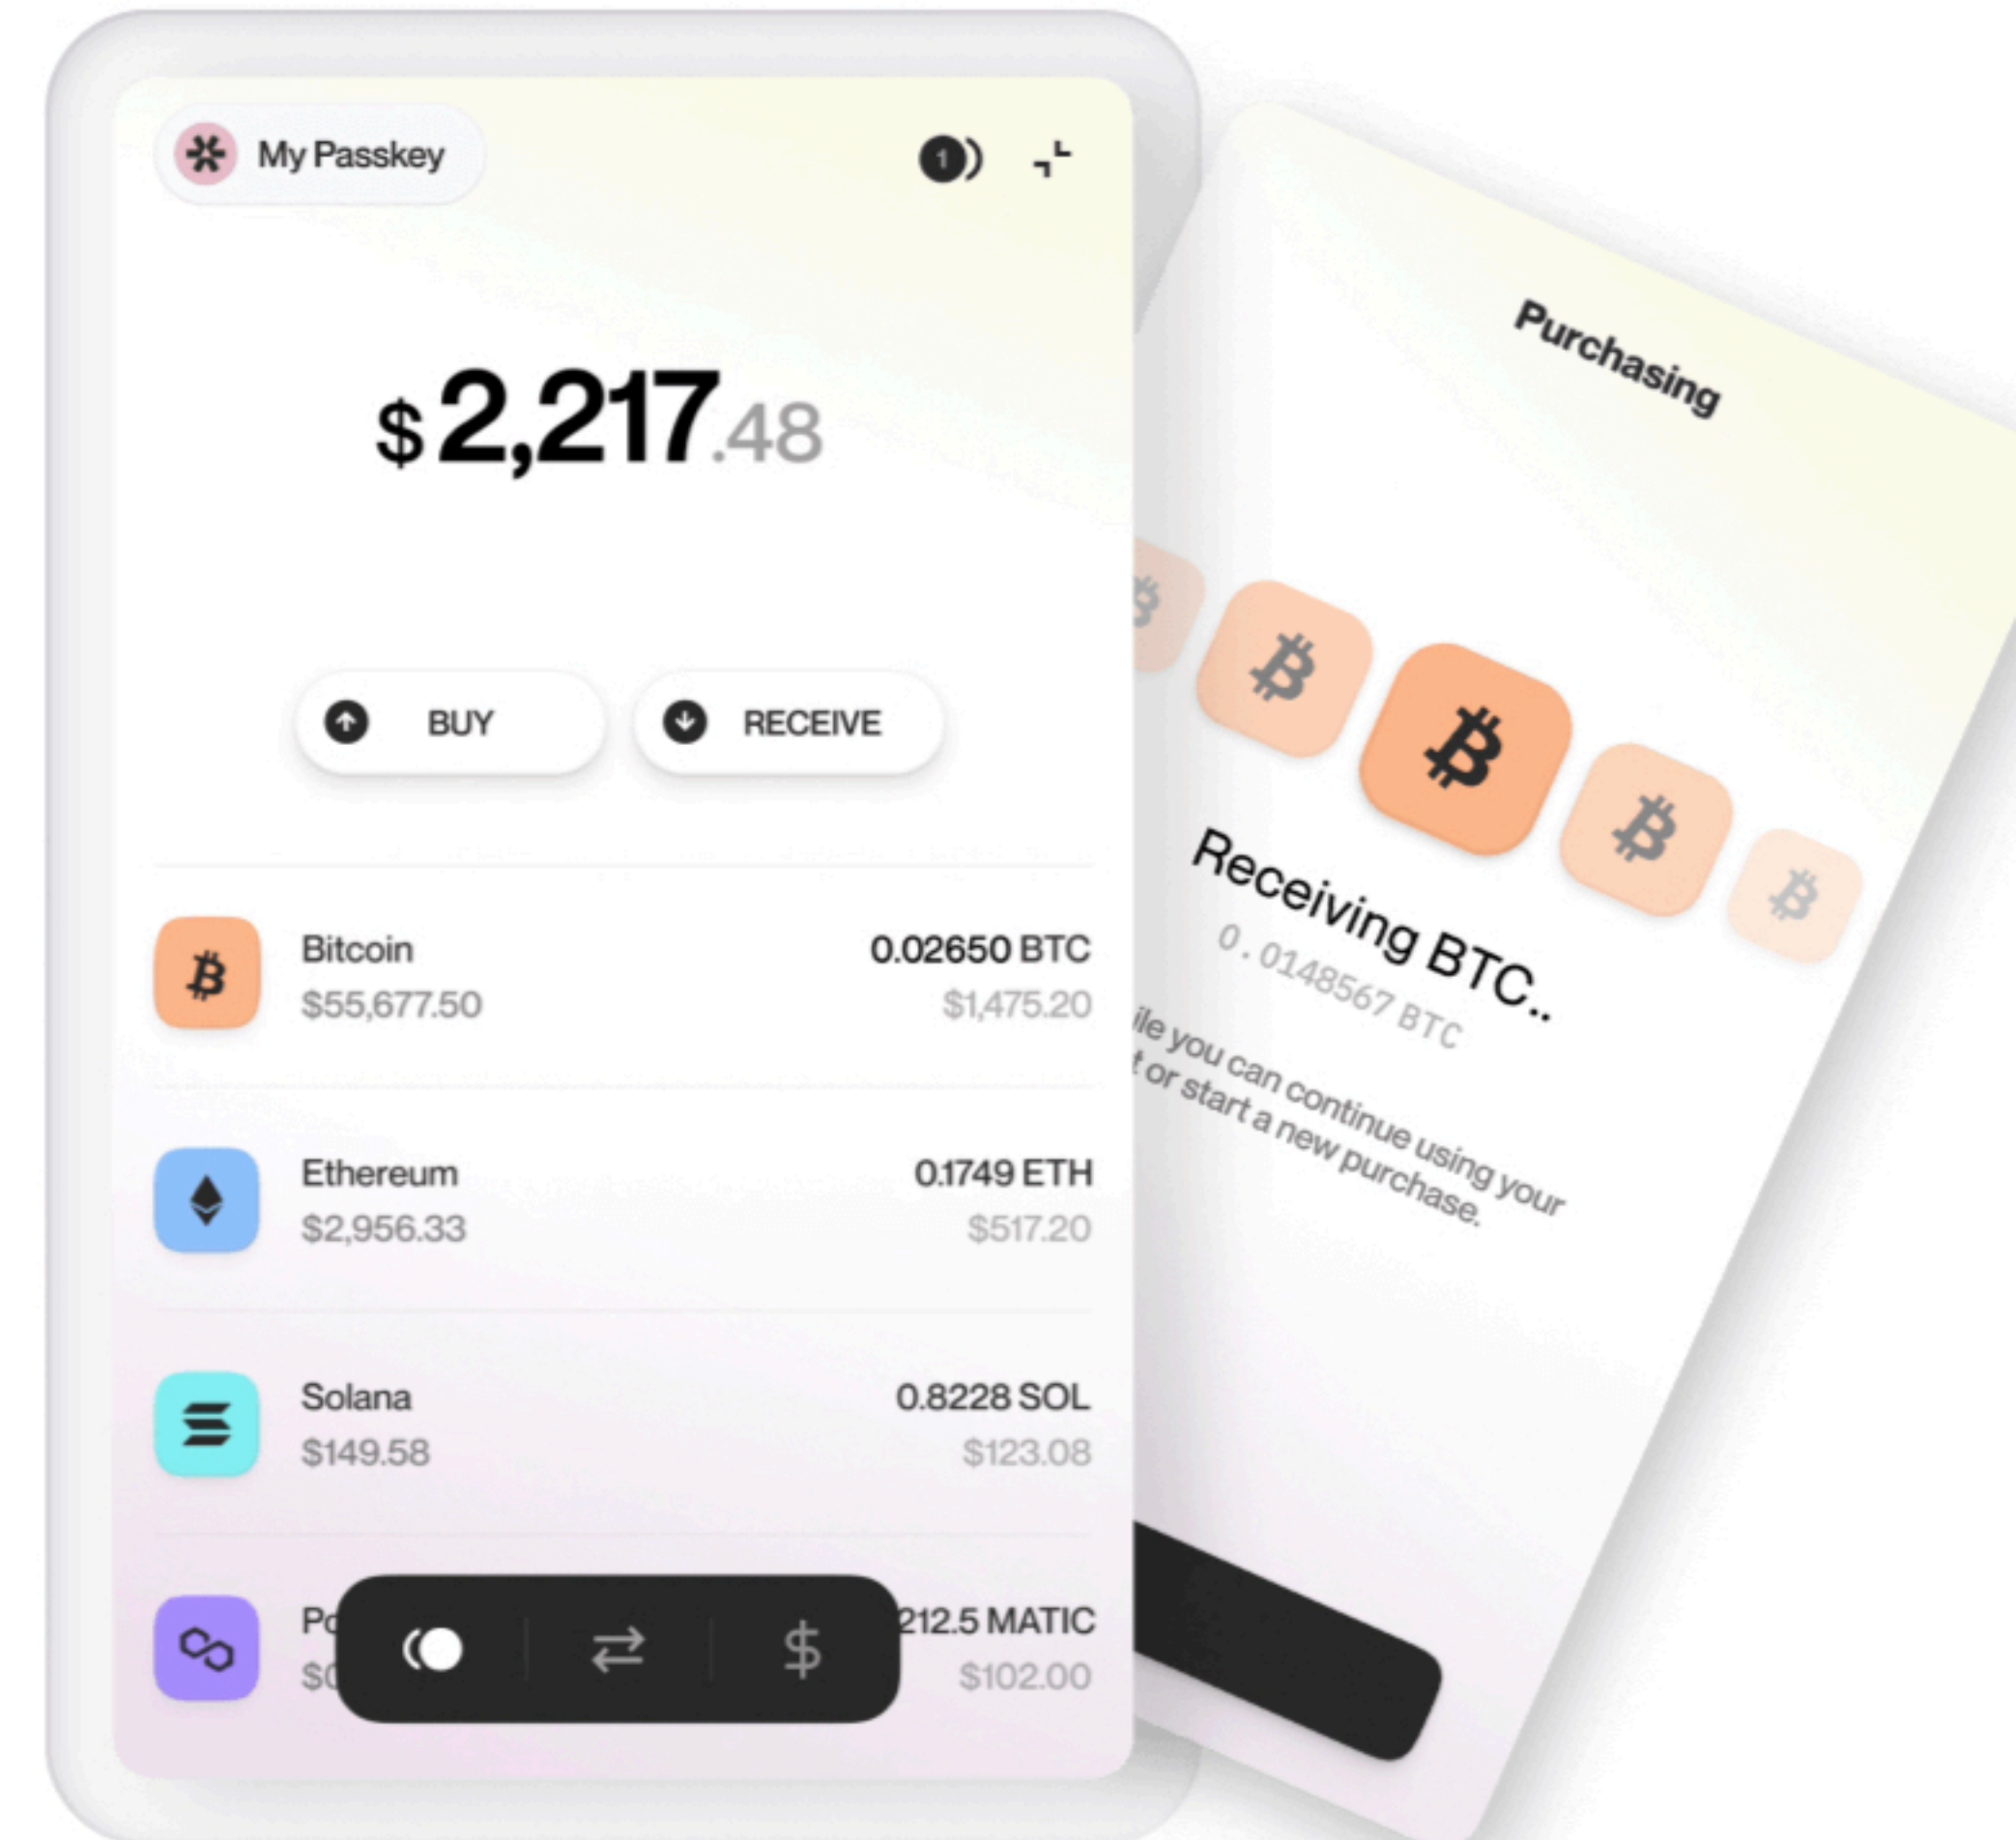 My Passkey
1
$2,217.48
BUY
RECEIVE
Bitcoin
0.02650 BTC
$55,677.50
$1,475.20
Ethereum
0.1749 ETH
$2,956.33
$517.20
Solana
0.8228 SOL
$149.58
$123.08
212.5 MATIC
$102.00
Purchasing
Receiving BTC..
0.0148567 BTC
you can continue using your
or start a new purchase.